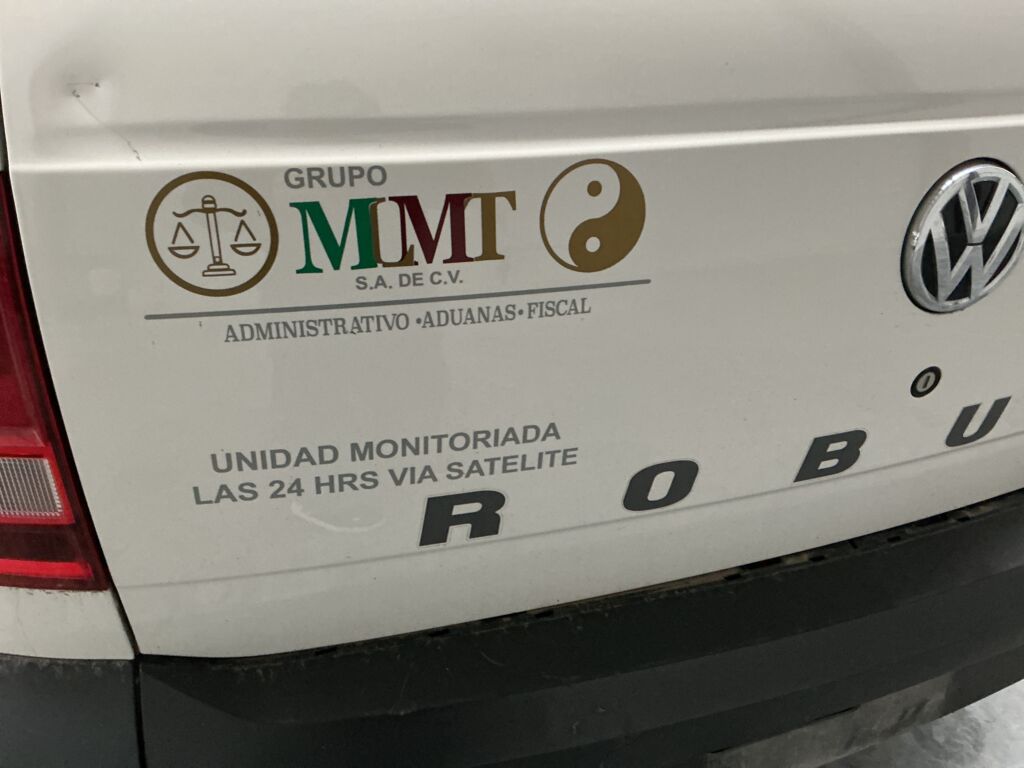 GRUPO
MLMT
S.A. DE C.V.
ADMINISTRATIVO •ADUANAS•FISCAL
UNIDAD MONITORIADA
LAS 24 HRS VIA SATELITE
ROBU